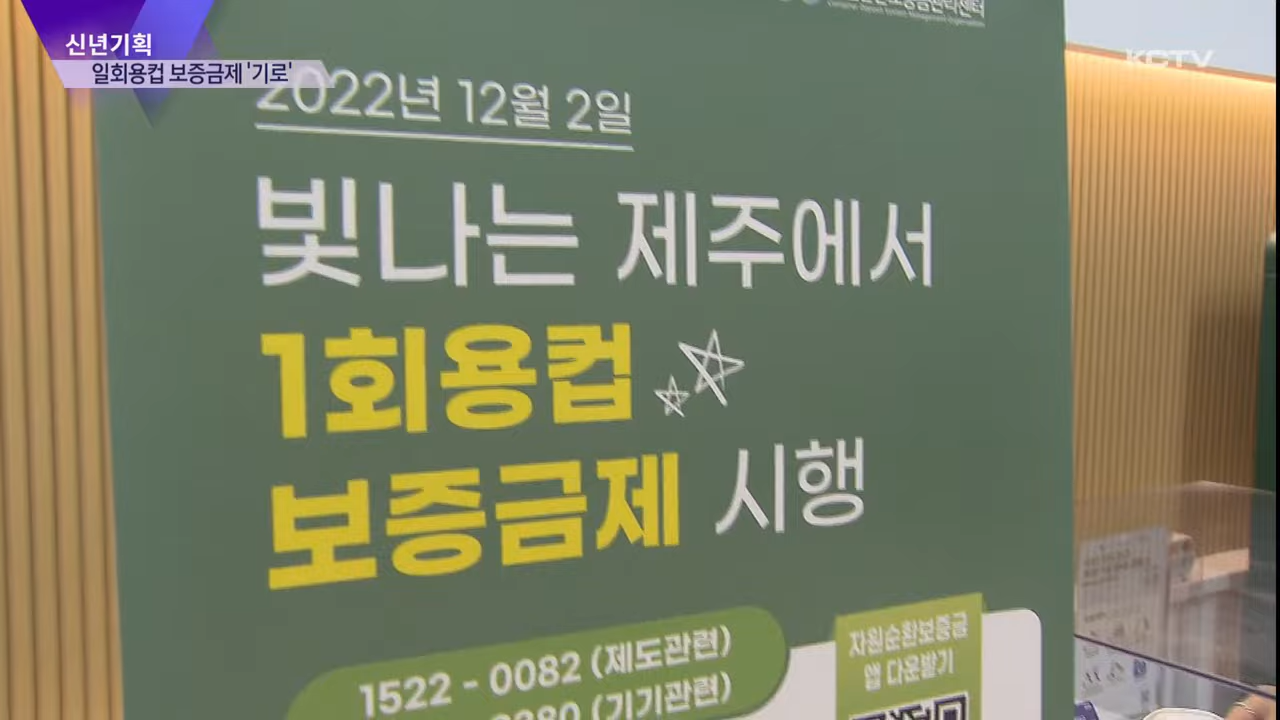 신년기획
일회용컵 보증금제 '기로'
KCTV
2022년 12월 2일
빛나는 제주에서
1회용컵
보증금제 시행
1522 - 0082 (제도관련)
(기기관련)
자원순환보증금
앱 다운받기